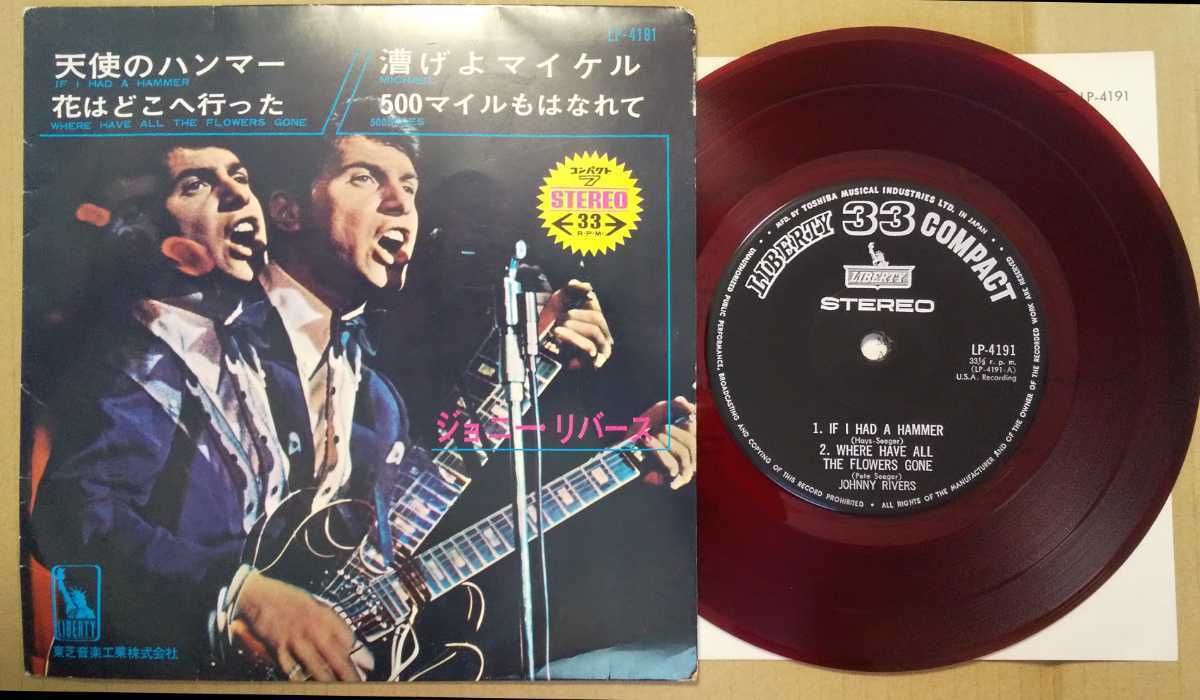 LP-4191
天使のハンマー
IF I HAD A HAMMER
花はどこへ行った
WHERE HAVE ALL THE FLOWERS GONE
漕げよマイケル
MICHAEL
500マイルもはなれて
500MILES
コンパクト
7
STEREO
33
R・P・M
ジョニー・リバース
LIBERTY
東芝音楽工業株式会社
LP-4191
MFD. BY TOSHIBA MUSICAL INDUSTRIES LTD. IN JAPAN
LIBERTY 33 COMPACT
LIBERTY
STEREO
LP-4191
33⅓ r. p. m.
(LP-4191-A)
U.S.A. Recording
1. IF I HAD A HAMMER
(Hays-Seeger)
2. WHERE HAVE ALL
THE FLOWERS GONE
(Pete Seeger)
JOHNNY RIVERS
UNAUTHORIZED PUBLIC PERFORMANCE, BROADCASTING AND COPYING OF THIS RECORD PROHIBITED • ALL RIGHTS OF THE MANUFACTURER AND OF THE OWNER OF THE RECORDED WORK ARE RESERVED